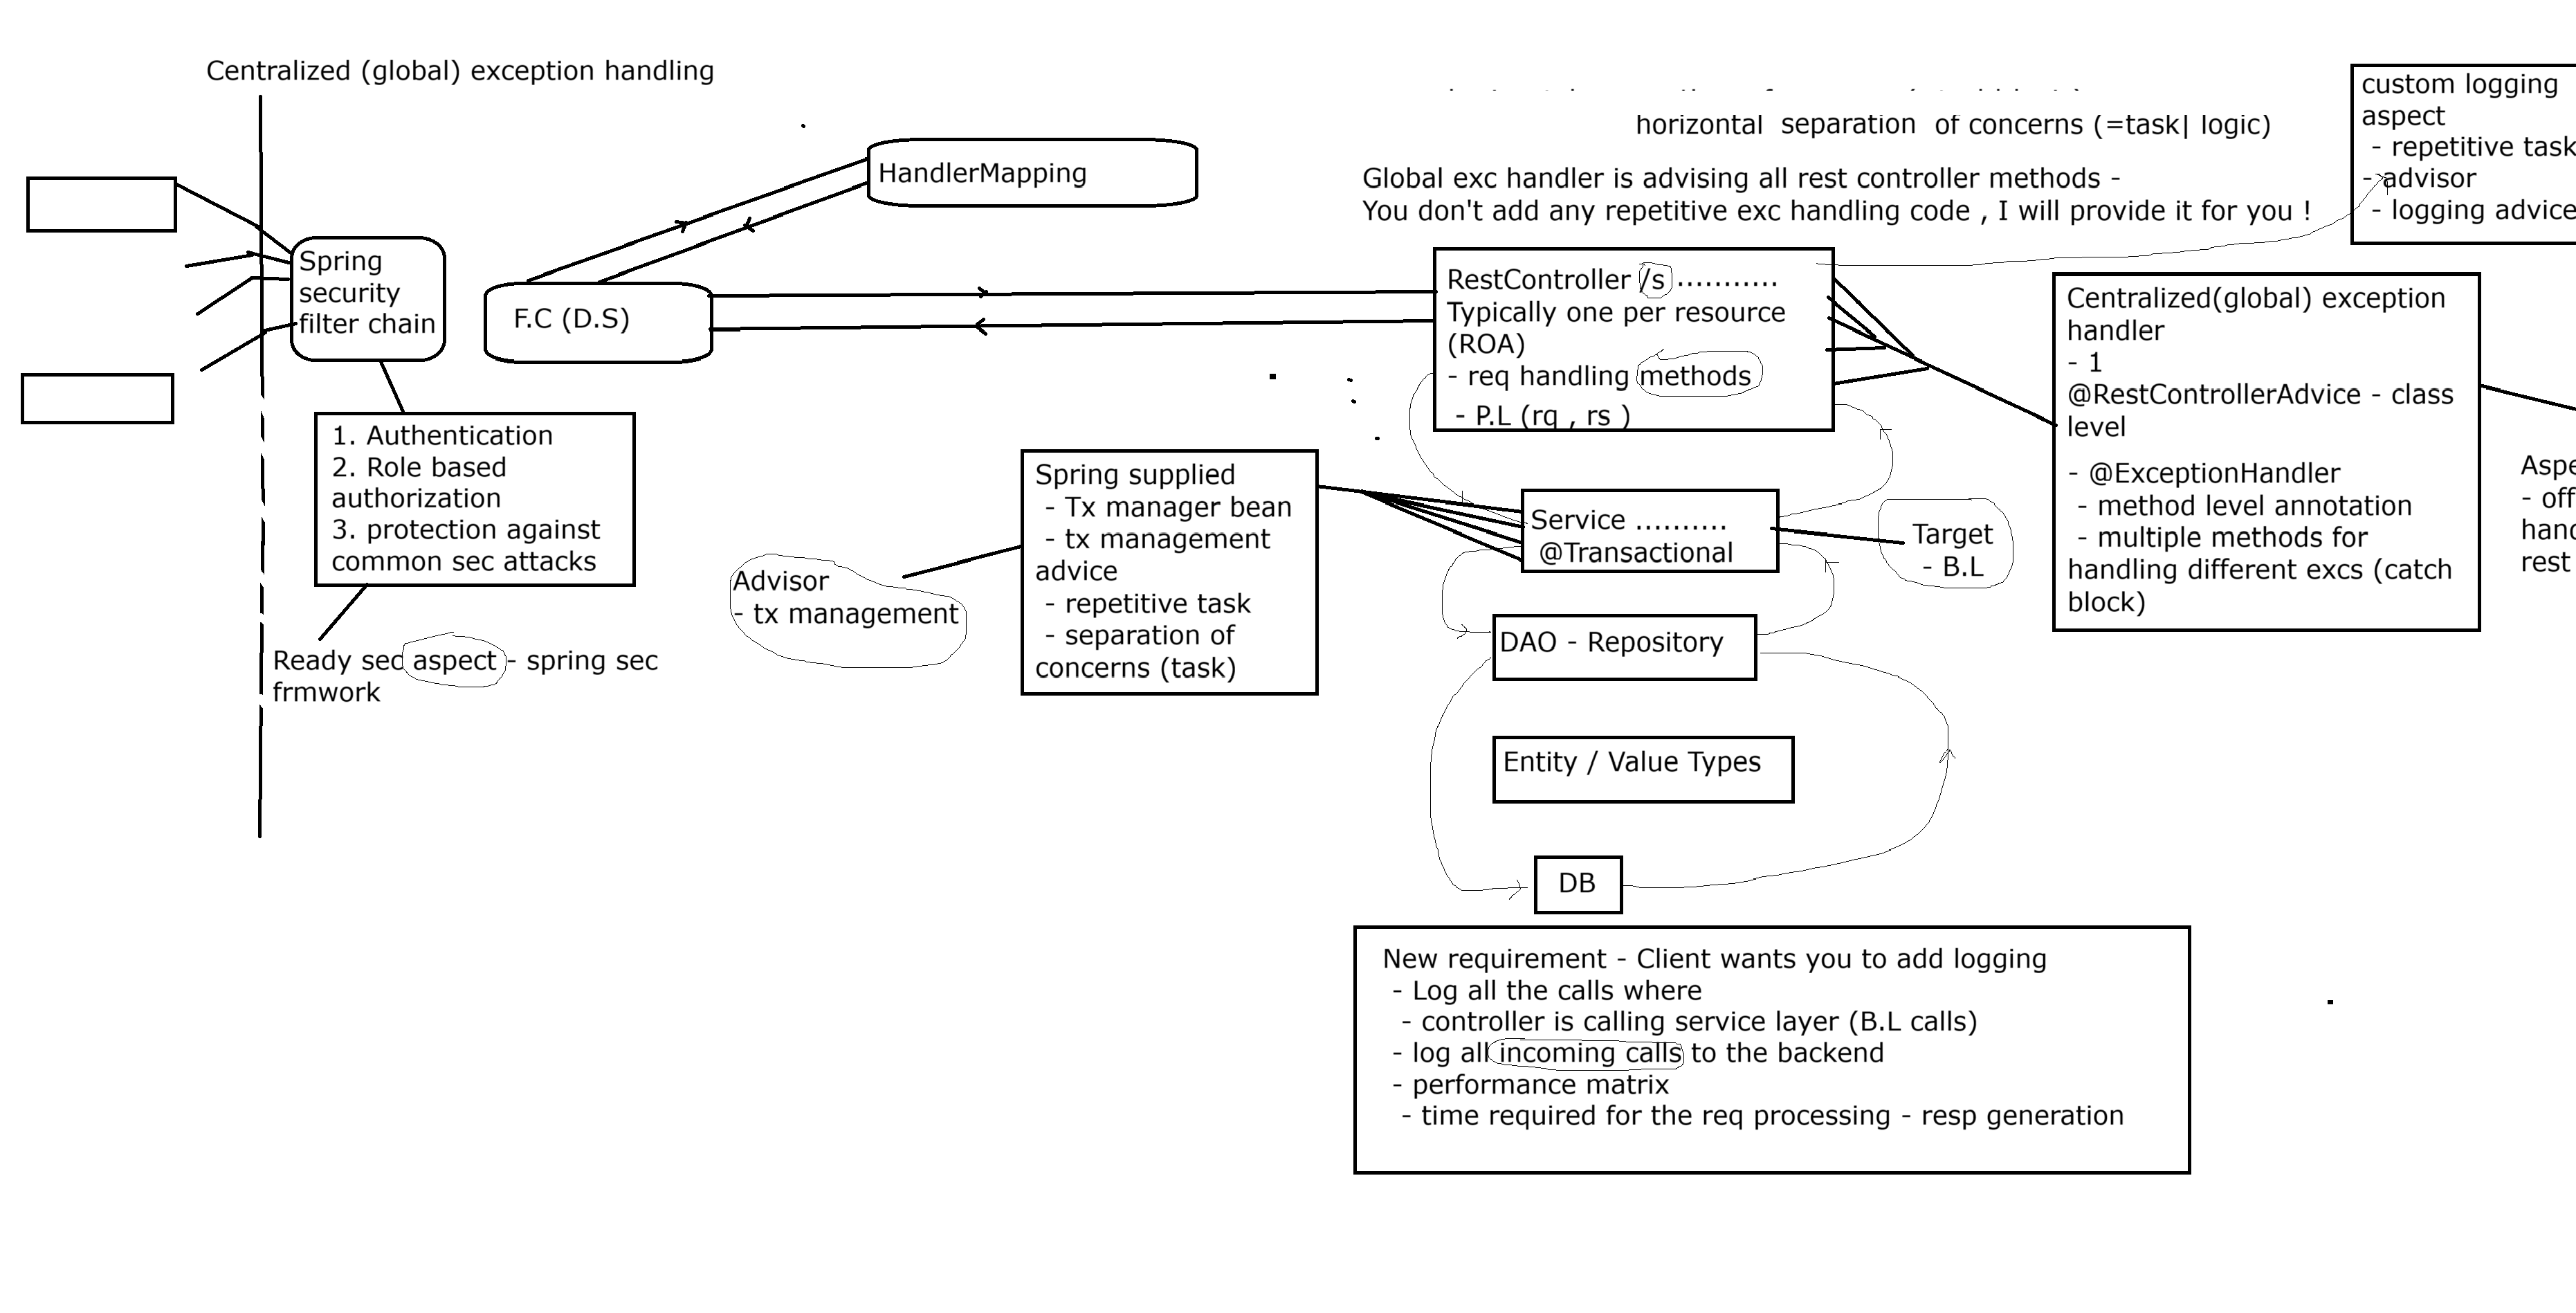 Centralized (global) exception handling
horizontal  separation  of concerns (=task| logic)
custom logging
aspect
- repetitive task
- advisor
- logging advice
HandlerMapping
Global exc handler is advising all rest controller methods -
You don't add any repetitive exc handling code , I will provide it for you !
Spring
security
filter chain
F.C (D.S)
RestController /s ...........
Typically one per resource
(ROA)
- req handling methods
- P.L (rq , rs )
Centralized(global) exception
handler
- 1
@RestControllerAdvice - class
level
- @ExceptionHandler
- method level annotation
- multiple methods for
handling different excs (catch
block)
1. Authentication
2. Role based
authorization
3. protection against
common sec attacks
Ready sec aspect - spring sec
frmwork
Advisor
- tx management
Spring supplied
- Tx manager bean
- tx management
advice
- repetitive task
- separation of
concerns (task)
Service ..........
@Transactional
Target
- B.L
rest
DAO - Repository
Entity / Value Types
DB
New requirement - Client wants you to add logging
- Log all the calls where
- controller is calling service layer (B.L calls)
- log all incoming calls to the backend
- performance matrix
- time required for the req processing - resp generation